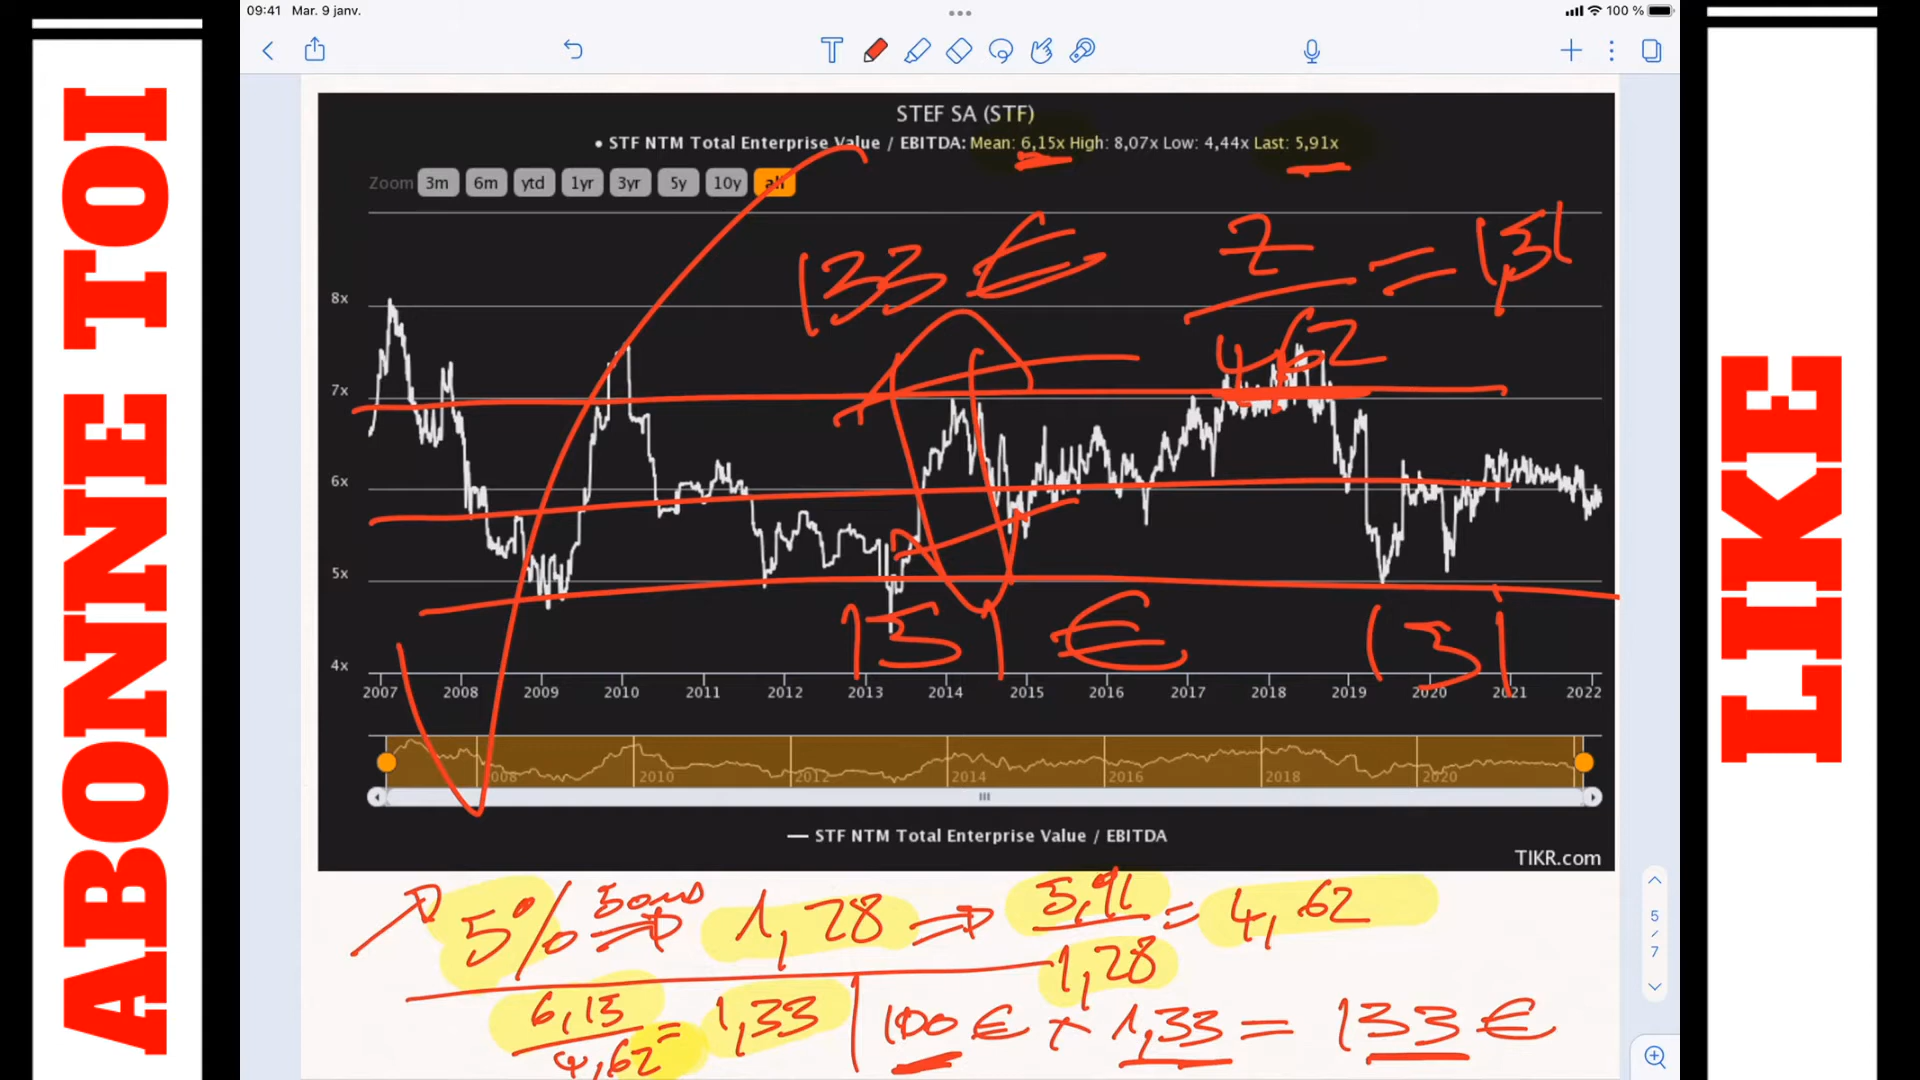 ABONNE TOI
09:41 Mar. 9 janv.
100 %
STEF SA (STF)
• STF NTM Total Enterprise Value / EBITDA: Mean: 6,15x High: 8,07x Low: 4,44x Last: 5,91x
Zoom 3m 6m ytd 1yr 3yr 5y 10y all
133 €
7
4,62
= 1,51
8x
7x
6x
5x
4x
151 €
151
2007 2008 2009 2010 2011 2012 2013 2014 2015 2016 2017 2018 2019 2020 2021 2022
008 2010 2012 2014 2016 2018 2020
— STF NTM Total Enterprise Value / EBITDA
TIKR.com
5% 5 ans ⇒ 1,28 ⇒ 5,91 / 1,28 = 4,62
6,15 / 4,62 = 1,33
100 € × 1,33 = 133 €
5
/
7
LIKE